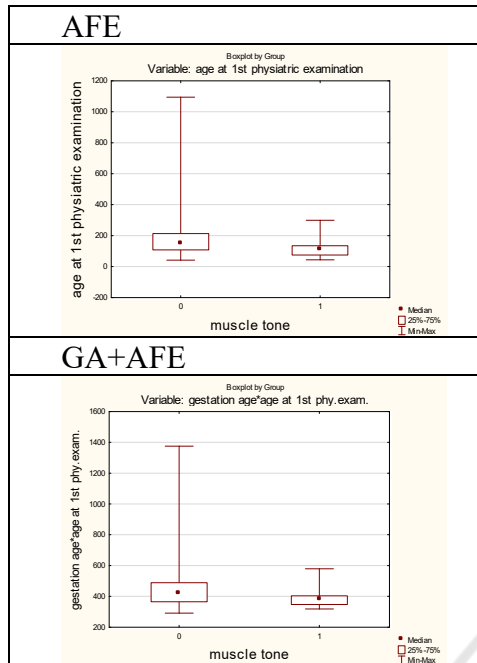 AFE
Boxplot by Group
Variable: age at 1st physiatric examination
age at 1st physiatric examination
1200
1000
800
600
400
200
0
-200
0
1
muscle tone
Median
25%-75%
Min-Max
GA+AFE
Boxplot by Group
Variable: gestation age*age at 1st phy.exam.
gestation age*age at 1st phy.exam.
1600
1400
1200
1000
800
600
400
200
0
1
muscle tone
Median
25%-75%
Min-Max